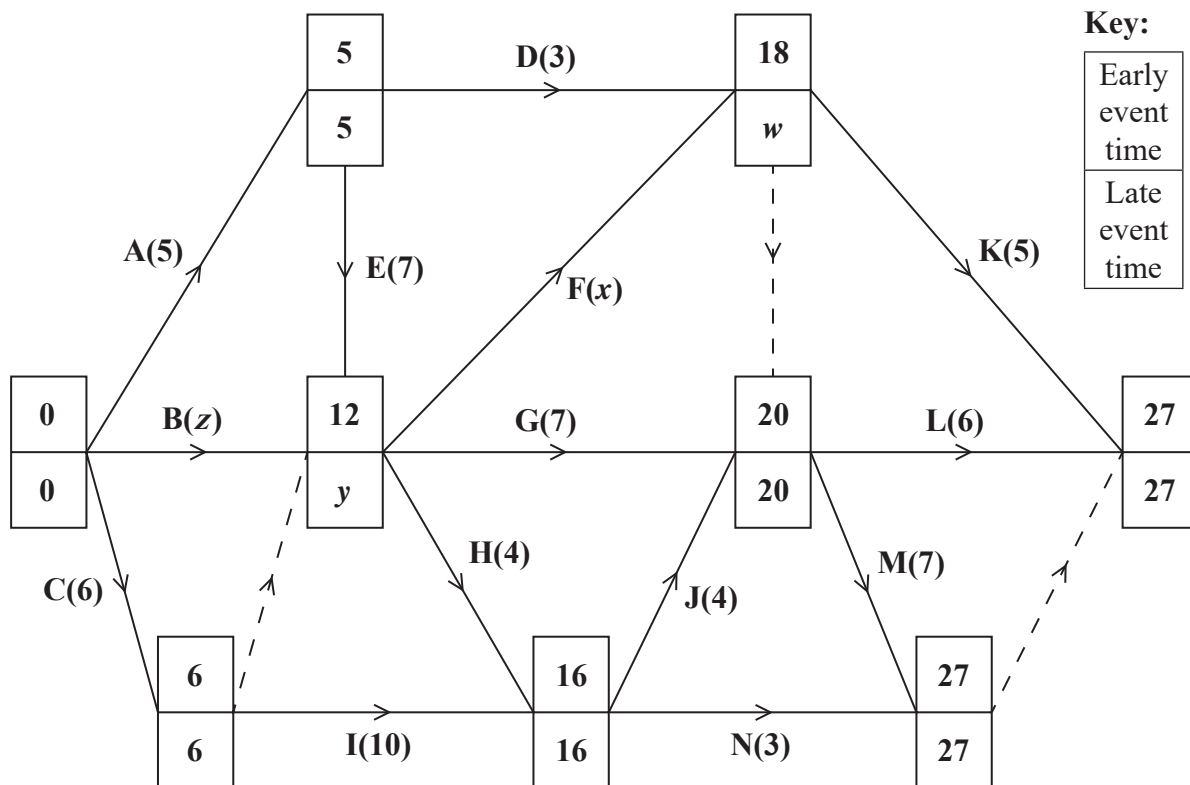 Key:
Early
event
time
Late
event
time
5
5
D(3)
18
w
A(5)
E(7)
F(x)
K(5)
0
0
B(z)
12
y
G(7)
20
20
L(6)
27
27
C(6)
H(4)
J(4)
M(7)
6
6
I(10)
16
16
N(3)
27
27